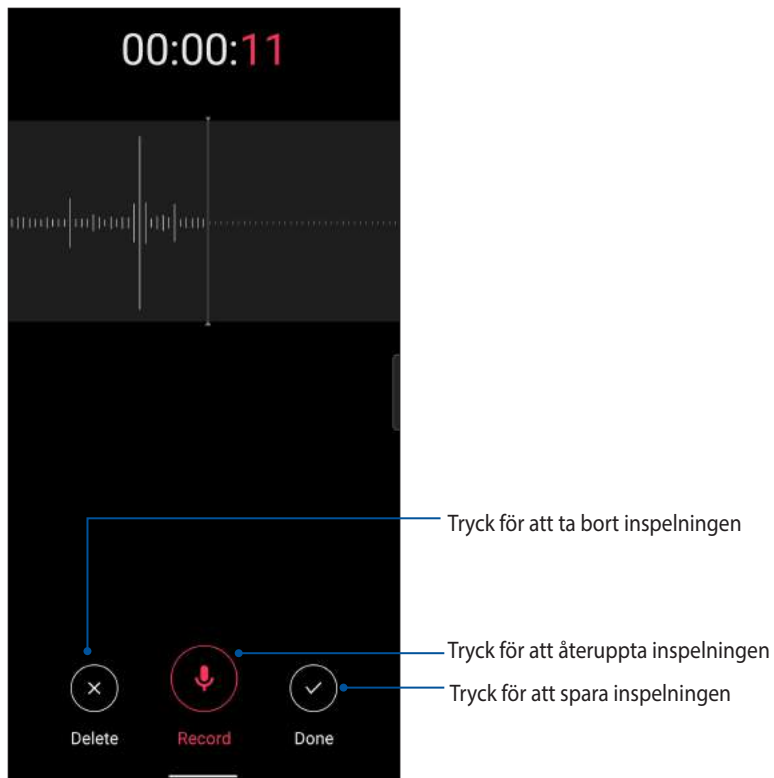 00:00:11
Tryck för att ta bort inspelningen
Tryck för att återuppta inspelningen
Tryck för att spara inspelningen
Delete Record Done